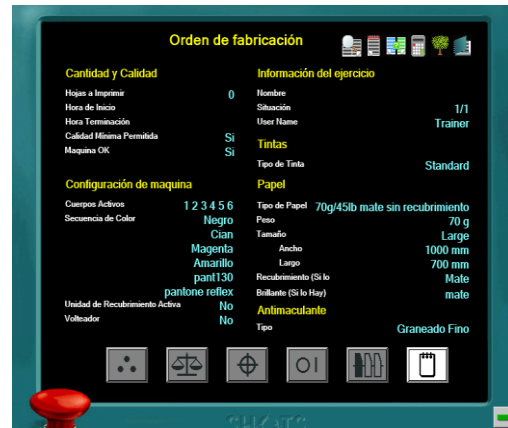 Orden de fabricación
Cantidad y Calidad
Hojas a Imprimir 0
Hora de Inicio
Hora Terminación
Calidad Mínima Permitida Si
Maquina OK Si
Configuración de maquina
Cuerpos Activos 1 2 3 4 5 6
Secuencia de Color Negro
Cian
Magenta
Amarillo
pant130
pantone reflex
Unidad de Recubrimiento Activa No
Volteador No
Información del ejercicio
Nombre
Situación 1/1
User Name Trainer
Tintas
Tipo de Tinta Standard
Papel
Tipo de Papel 70g/45lb mate sin recubrimiento
Peso 70 g
Tamaño Large
Ancho 1000 mm
Largo 700 mm
Recubrimiento (Si lo Mate
Brillante (Si lo Hay) mate
Antimaculante
Tipo Graneado Fino